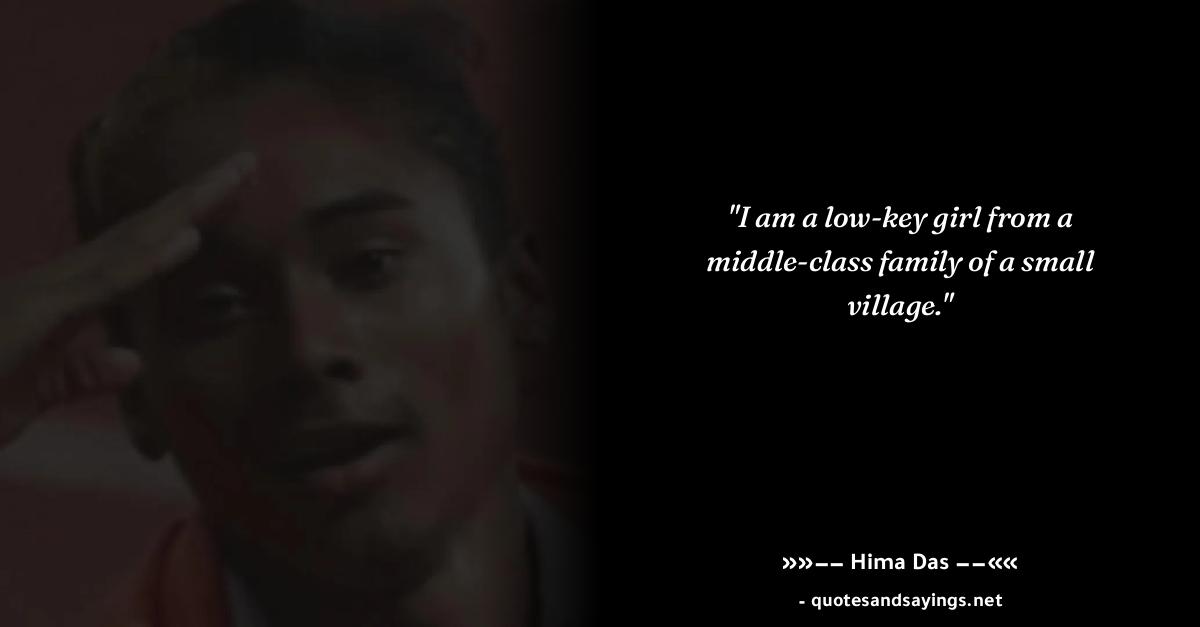 "I am a low-key girl from a
middle-class family of a small
village."
»»−− Hima Das −−««
- quotesandsayings.net